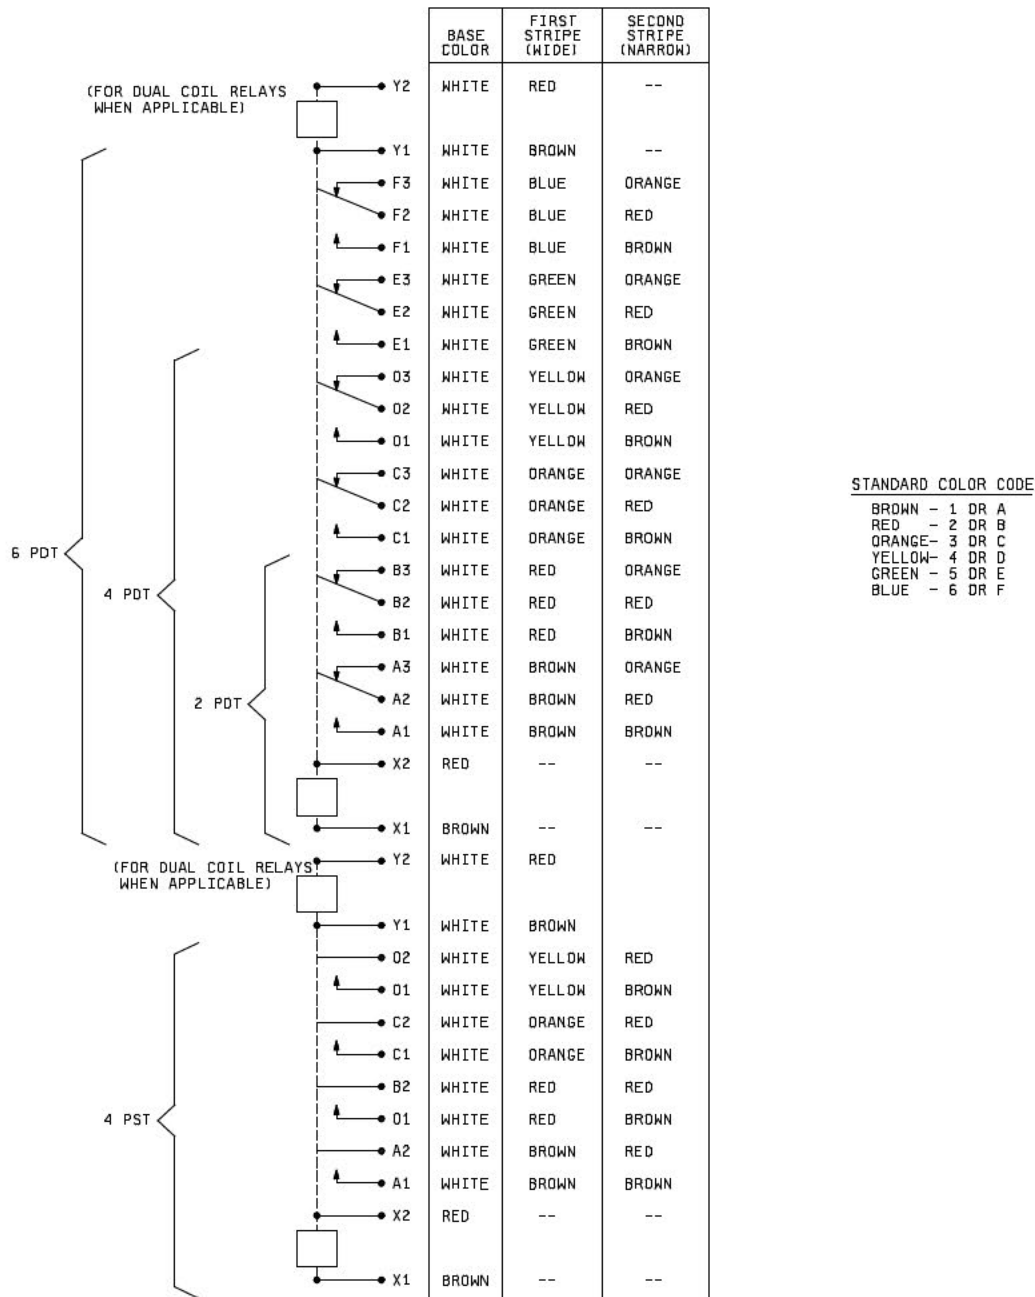 BASE COLOR FIRST STRIPE (WIDE) SECOND STRIPE (NARROW)
(FOR DUAL COIL RELAYS
WHEN APPLICABLE)
Y2 WHITE RED --
Y1 WHITE BROWN --
F3 WHITE BLUE ORANGE
F2 WHITE BLUE RED
F1 WHITE BLUE BROWN
E3 WHITE GREEN ORANGE
E2 WHITE GREEN RED
E1 WHITE GREEN BROWN
O3 WHITE YELLOW ORANGE
O2 WHITE YELLOW RED
O1 WHITE YELLOW BROWN
C3 WHITE ORANGE ORANGE
C2 WHITE ORANGE RED
C1 WHITE ORANGE BROWN
6 PDT
B3 WHITE RED ORANGE
4 PDT
B2 WHITE RED RED
B1 WHITE RED BROWN
A3 WHITE BROWN ORANGE
2 PDT
A2 WHITE BROWN RED
A1 WHITE BROWN BROWN
X2 RED -- --
X1 BROWN -- --
(FOR DUAL COIL RELAYS
WHEN APPLICABLE)
Y2 WHITE RED
Y1 WHITE BROWN
O2 WHITE YELLOW RED
O1 WHITE YELLOW BROWN
C2 WHITE ORANGE RED
C1 WHITE ORANGE BROWN
B2 WHITE RED RED
4 PST
O1 WHITE RED BROWN
A2 WHITE BROWN RED
A1 WHITE BROWN BROWN
X2 RED -- --
X1 BROWN -- --
STANDARD COLOR CODE
BROWN - 1 OR A
RED - 2 OR B
ORANGE- 3 OR C
YELLOW- 4 OR D
GREEN - 5 OR E
BLUE - 6 OR F